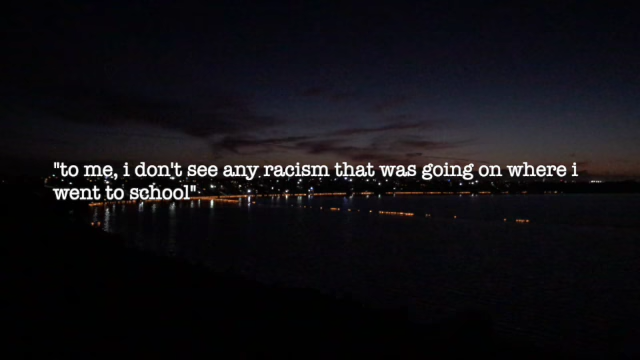 "to me, i don't see any racism that was going on where i
went to school"